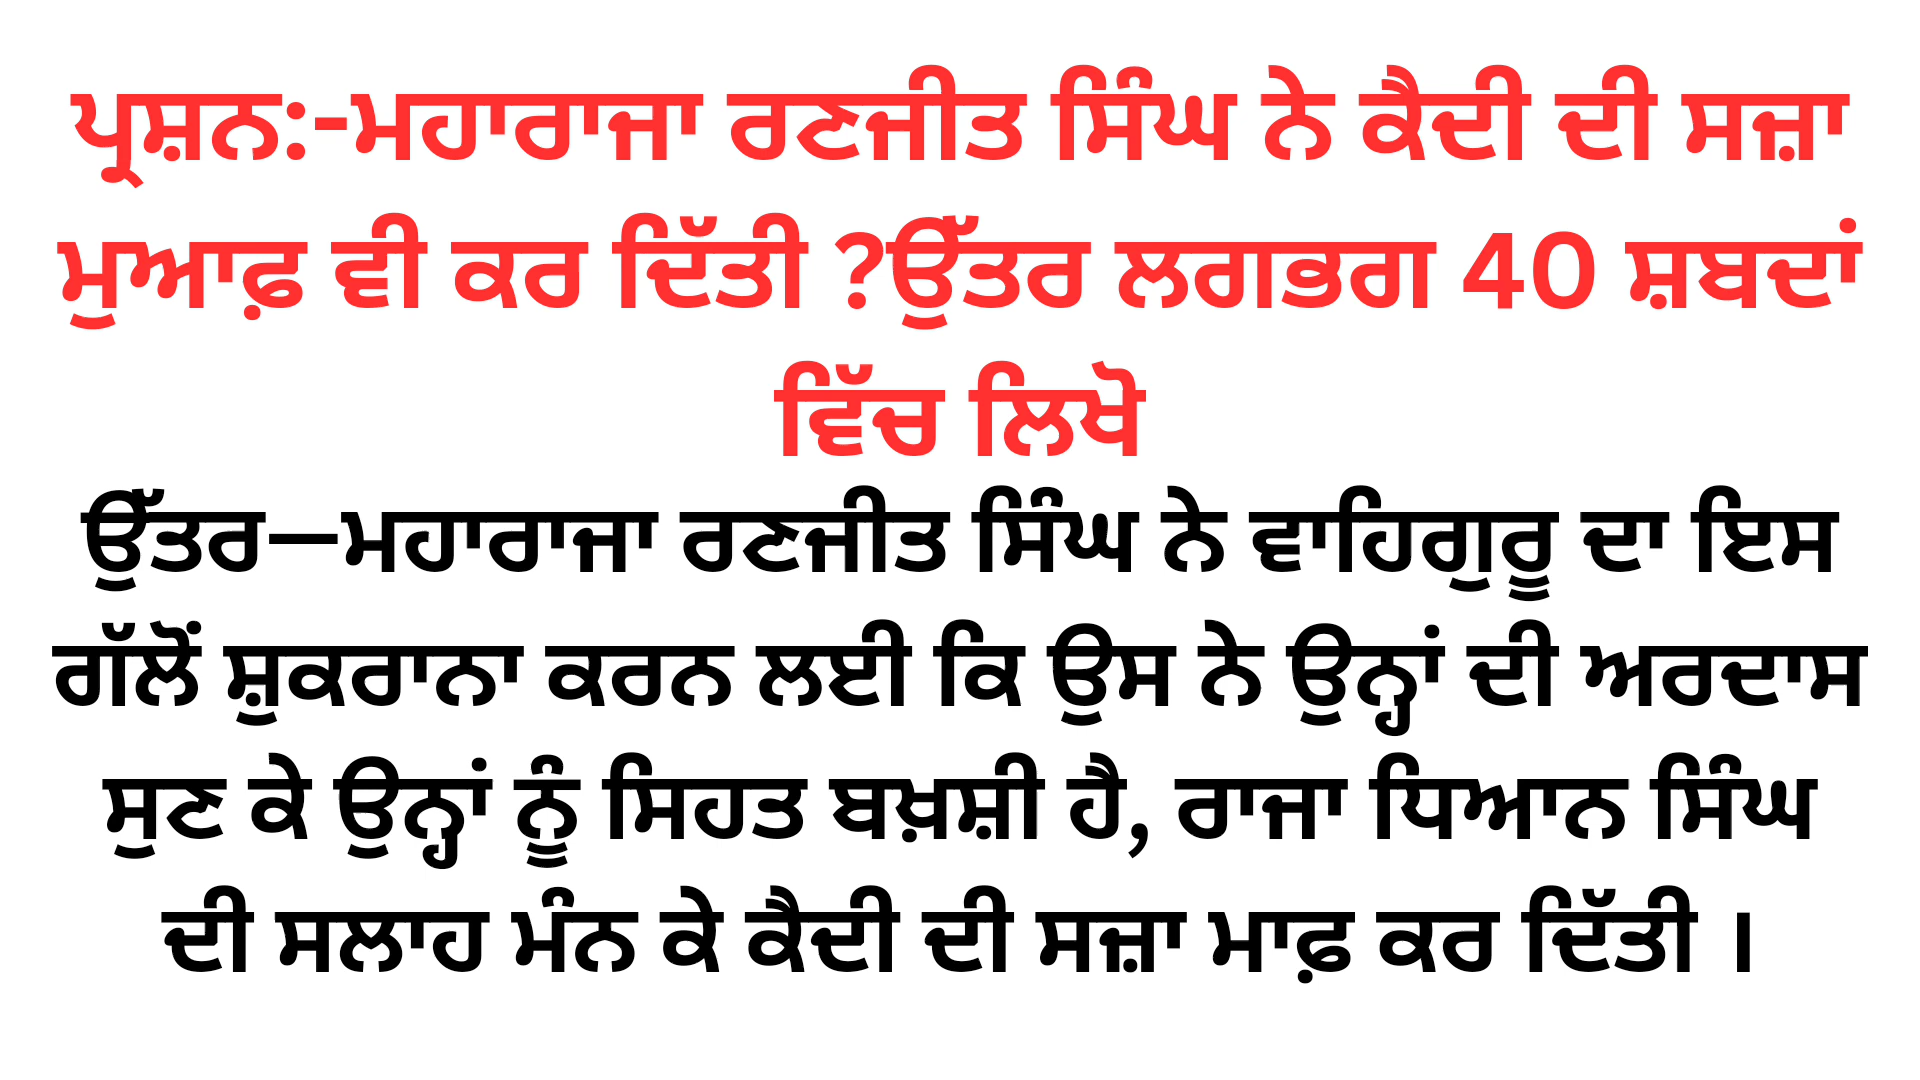 ਪ੍ਰਸ਼ਨ:-ਮਹਾਰਾਜਾ ਰਣਜੀਤ ਸਿੰਘ ਨੇ ਕੈਦੀ ਦੀ ਸਜ਼ਾ
ਮੁਆਫ਼ ਵੀ ਕਰ ਦਿੱਤੀ ?ਉੱਤਰ ਲਗਭਗ 40 ਸ਼ਬਦਾਂ
ਵਿੱਚ ਲਿਖੋ
ਉੱਤਰ—ਮਹਾਰਾਜਾ ਰਣਜੀਤ ਸਿੰਘ ਨੇ ਵਾਹਿਗੁਰੂ ਦਾ ਇਸ
ਗੱਲੋਂ ਸ਼ੁਕਰਾਨਾ ਕਰਨ ਲਈ ਕਿ ਉਸ ਨੇ ਉਨ੍ਹਾਂ ਦੀ ਅਰਦਾਸ
ਸੁਣ ਕੇ ਉਨ੍ਹਾਂ ਨੂੰ ਸਿਹਤ ਬਖ਼ਸ਼ੀ ਹੈ, ਰਾਜਾ ਧਿਆਨ ਸਿੰਘ
ਦੀ ਸਲਾਹ ਮੰਨ ਕੇ ਕੈਦੀ ਦੀ ਸਜ਼ਾ ਮਾਫ਼ ਕਰ ਦਿੱਤੀ ।